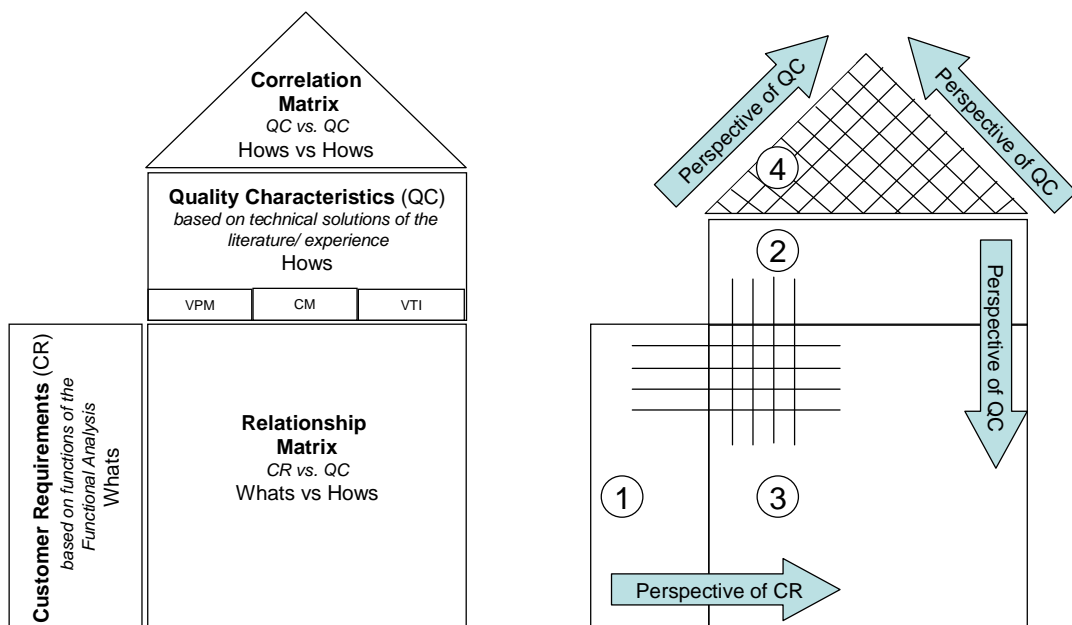 Correlation
Matrix
QC vs. QC
Hows vs Hows
Quality Characteristics (QC)
based on technical solutions of the
literature/ experience
Hows
VPM
CM
VTI
Customer Requirements (CR)
based on functions of the
Functional Analysis
Whats
Relationship
Matrix
CR vs. QC
Whats vs Hows
Perspective of QC
Perspective of QC
4
2
Perspective of QC
1
3
Perspective of CR